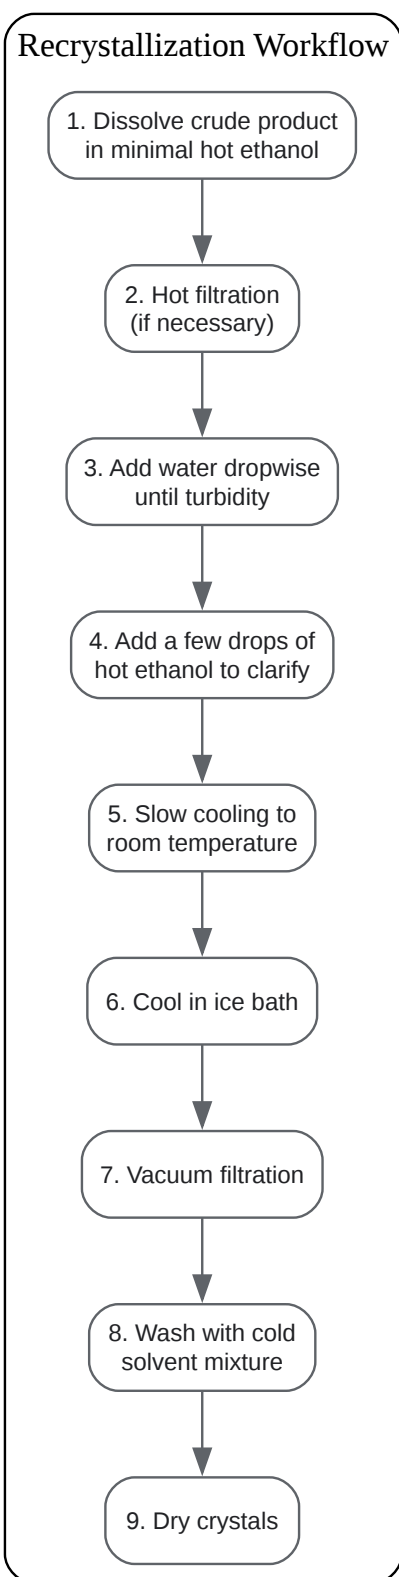 Recrystallization Workflow
1. Dissolve crude product
in minimal hot ethanol
2. Hot filtration
(if necessary)
3. Add water dropwise
until turbidity
4. Add a few drops of
hot ethanol to clarify
5. Slow cooling to
room temperature
6. Cool in ice bath
7. Vacuum filtration
8. Wash with cold
solvent mixture
9. Dry crystals